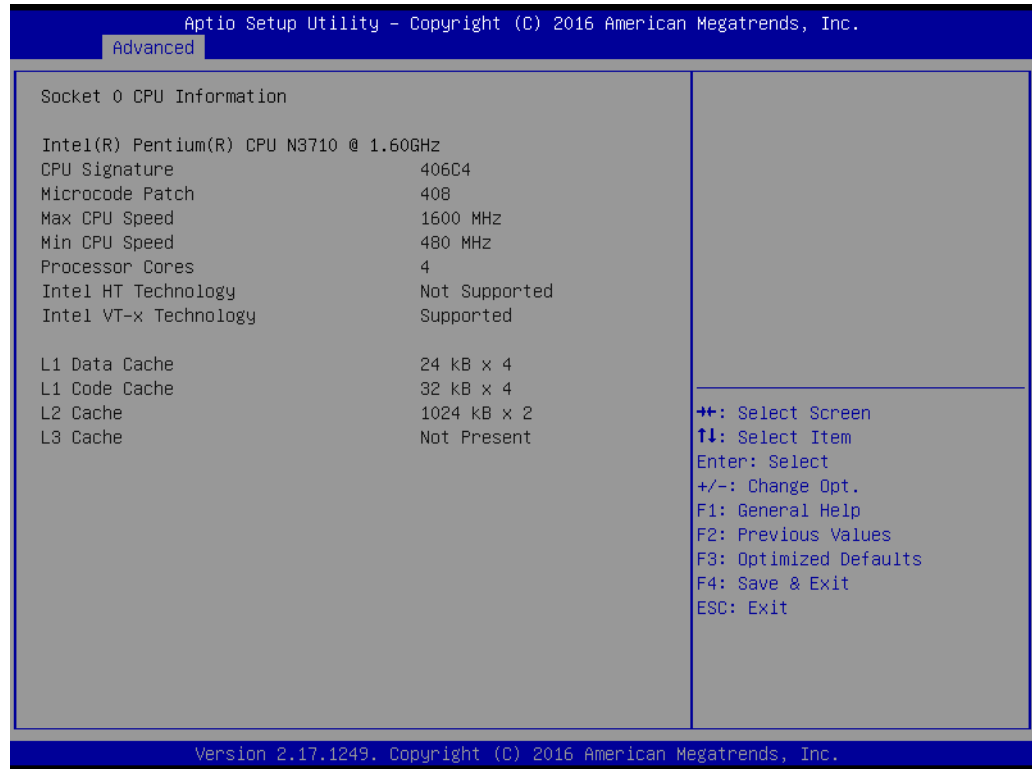 Aptio Setup Utility – Copyright (C) 2016 American Megatrends, Inc.
Advanced
Socket 0 CPU Information
Intel(R) Pentium(R) CPU N3710 @ 1.60GHz
CPU Signature 406C4
Microcode Patch 408
Max CPU Speed 1600 MHz
Min CPU Speed 480 MHz
Processor Cores 4
Intel HT Technology Not Supported
Intel VT-x Technology Supported
L1 Data Cache 24 kB x 4
L1 Code Cache 32 kB x 4
L2 Cache 1024 kB x 2
L3 Cache Not Present
→←: Select Screen
↑↓: Select Item
Enter: Select
+/-: Change Opt.
F1: General Help
F2: Previous Values
F3: Optimized Defaults
F4: Save & Exit
ESC: Exit
Version 2.17.1249. Copyright (C) 2016 American Megatrends, Inc.